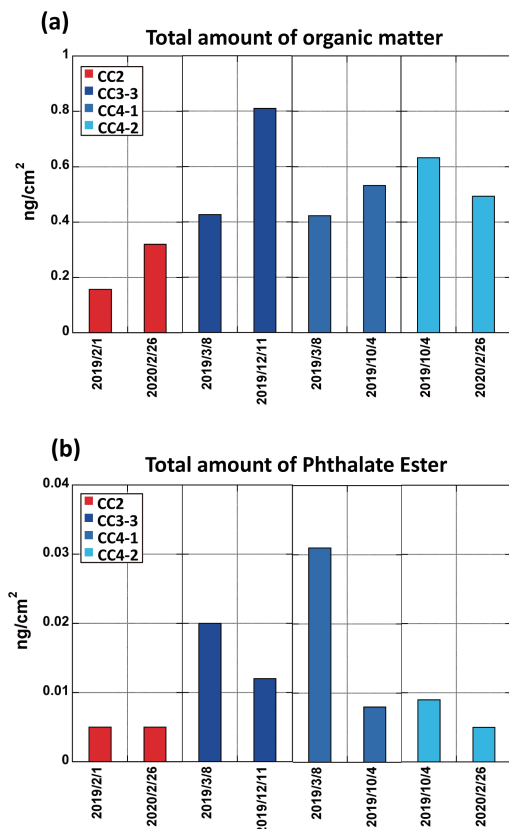 (a)
Total amount of organic matter
1
0.8
0.6
0.4
0.2
0
ng/cm²
CC2
CC3-3
CC4-1
CC4-2
2019/2/1
2020/2/26
2019/3/8
2019/12/11
2019/3/8
2019/10/4
2019/10/4
2020/2/26
(b)
Total amount of Phthalate Ester
0.04
0.03
0.02
0.01
0
ng/cm²
CC2
CC3-3
CC4-1
CC4-2
2019/2/1
2020/2/26
2019/3/8
2019/12/11
2019/3/8
2019/10/4
2019/10/4
2020/2/26